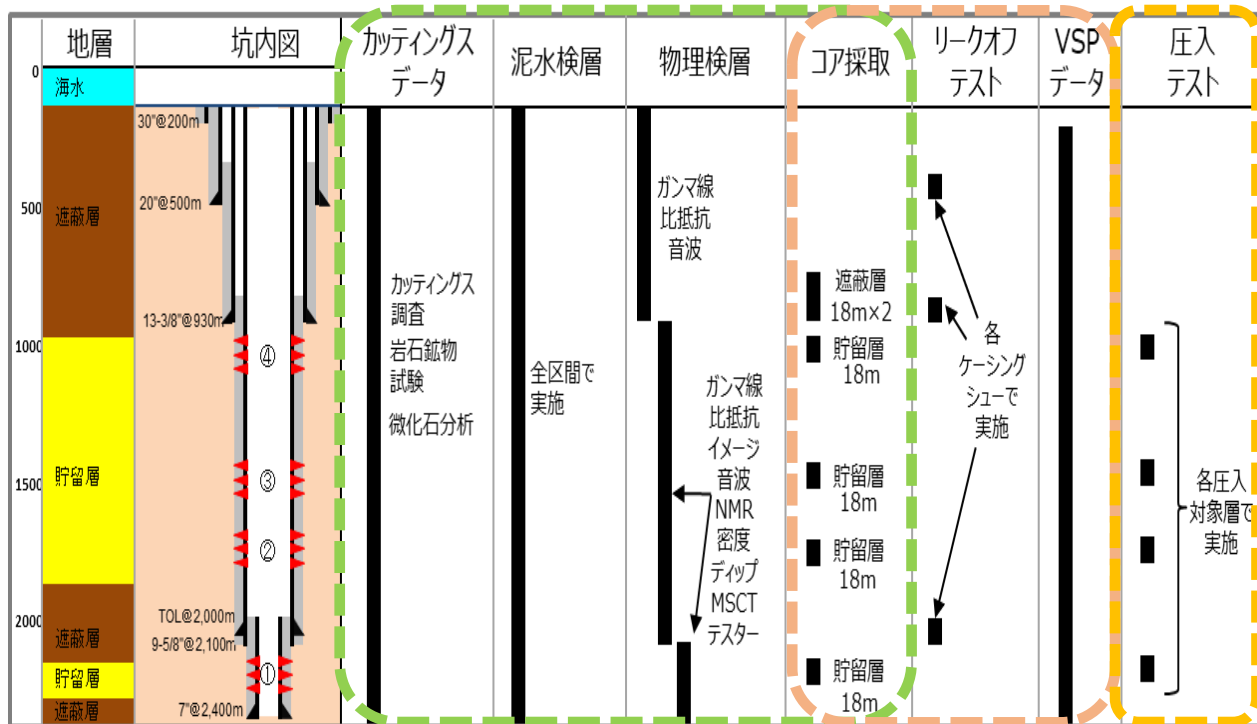 地層
坑内図
カッティングス
データ
泥水検層
物理検層
コア採取
リークオフ
テスト
VSP
データ
圧入
テスト
0
500
1000
1500
2000
海水
遮蔽層
貯留層
遮蔽層
貯留層
遮蔽層
30"@200m
20"@500m
13-3/8"@930m
④
③
②
TOL@2,000m
9-5/8"@2,100m
①
7"@2,400m
カッティングス
調査
岩石鉱物
試験
微化石分析
全区間で
実施
ガンマ線
比抵抗
音波
ガンマ線
比抵抗
イメージ
音波
NMR
密度
ディップ
MSCT
テスター
遮蔽層
18m×2
貯留層
18m
貯留層
18m
貯留層
18m
貯留層
18m
各
ケーシング
シューで
実施
各圧入
対象層で
実施